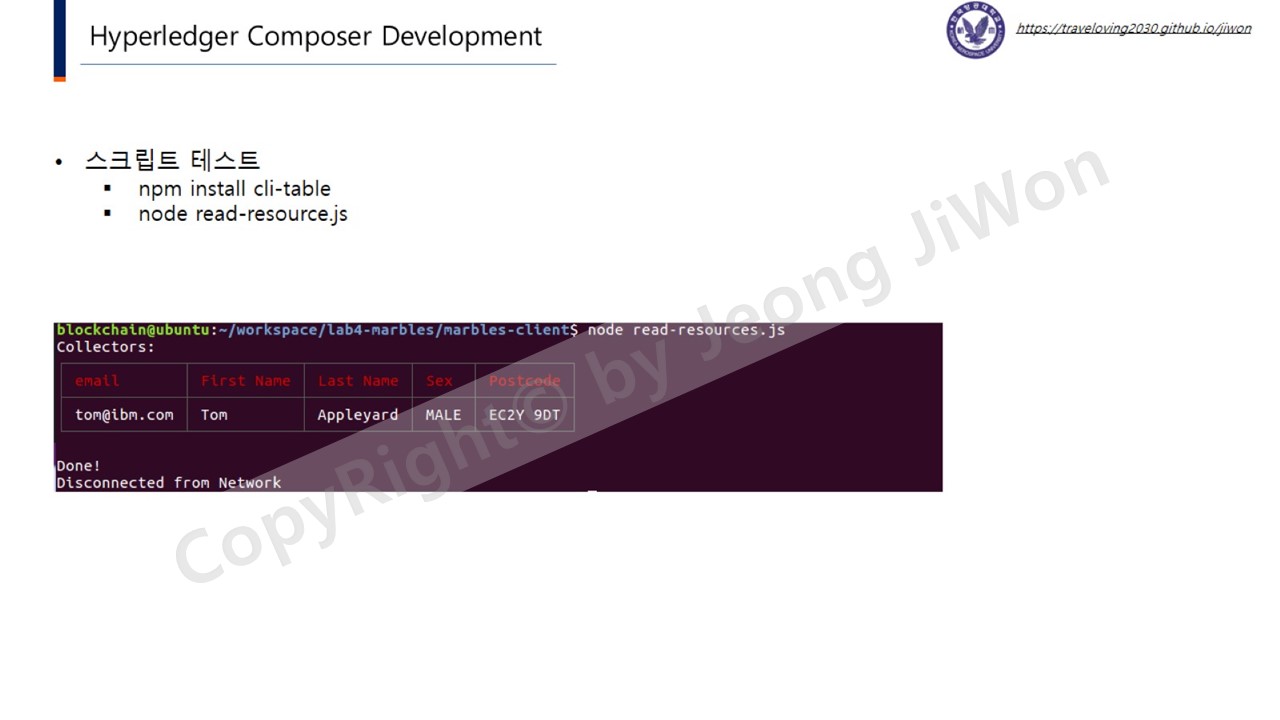 Hyperledger Composer Development
https://traveloving2030.github.io/jiwon
• 스크립트 테스트
▪ npm install cli-table
▪ node read-resource.js
blockchain@ubuntu:~/workspace/lab4-marbles/marbles-client$ node read-resources.js
Collectors:
email First Name Last Name Sex Postcode
tom@ibm.com Tom Appleyard MALE EC2Y 9DT
Done!
Disconnected from Network
CopyRight© by Jeong JiWon